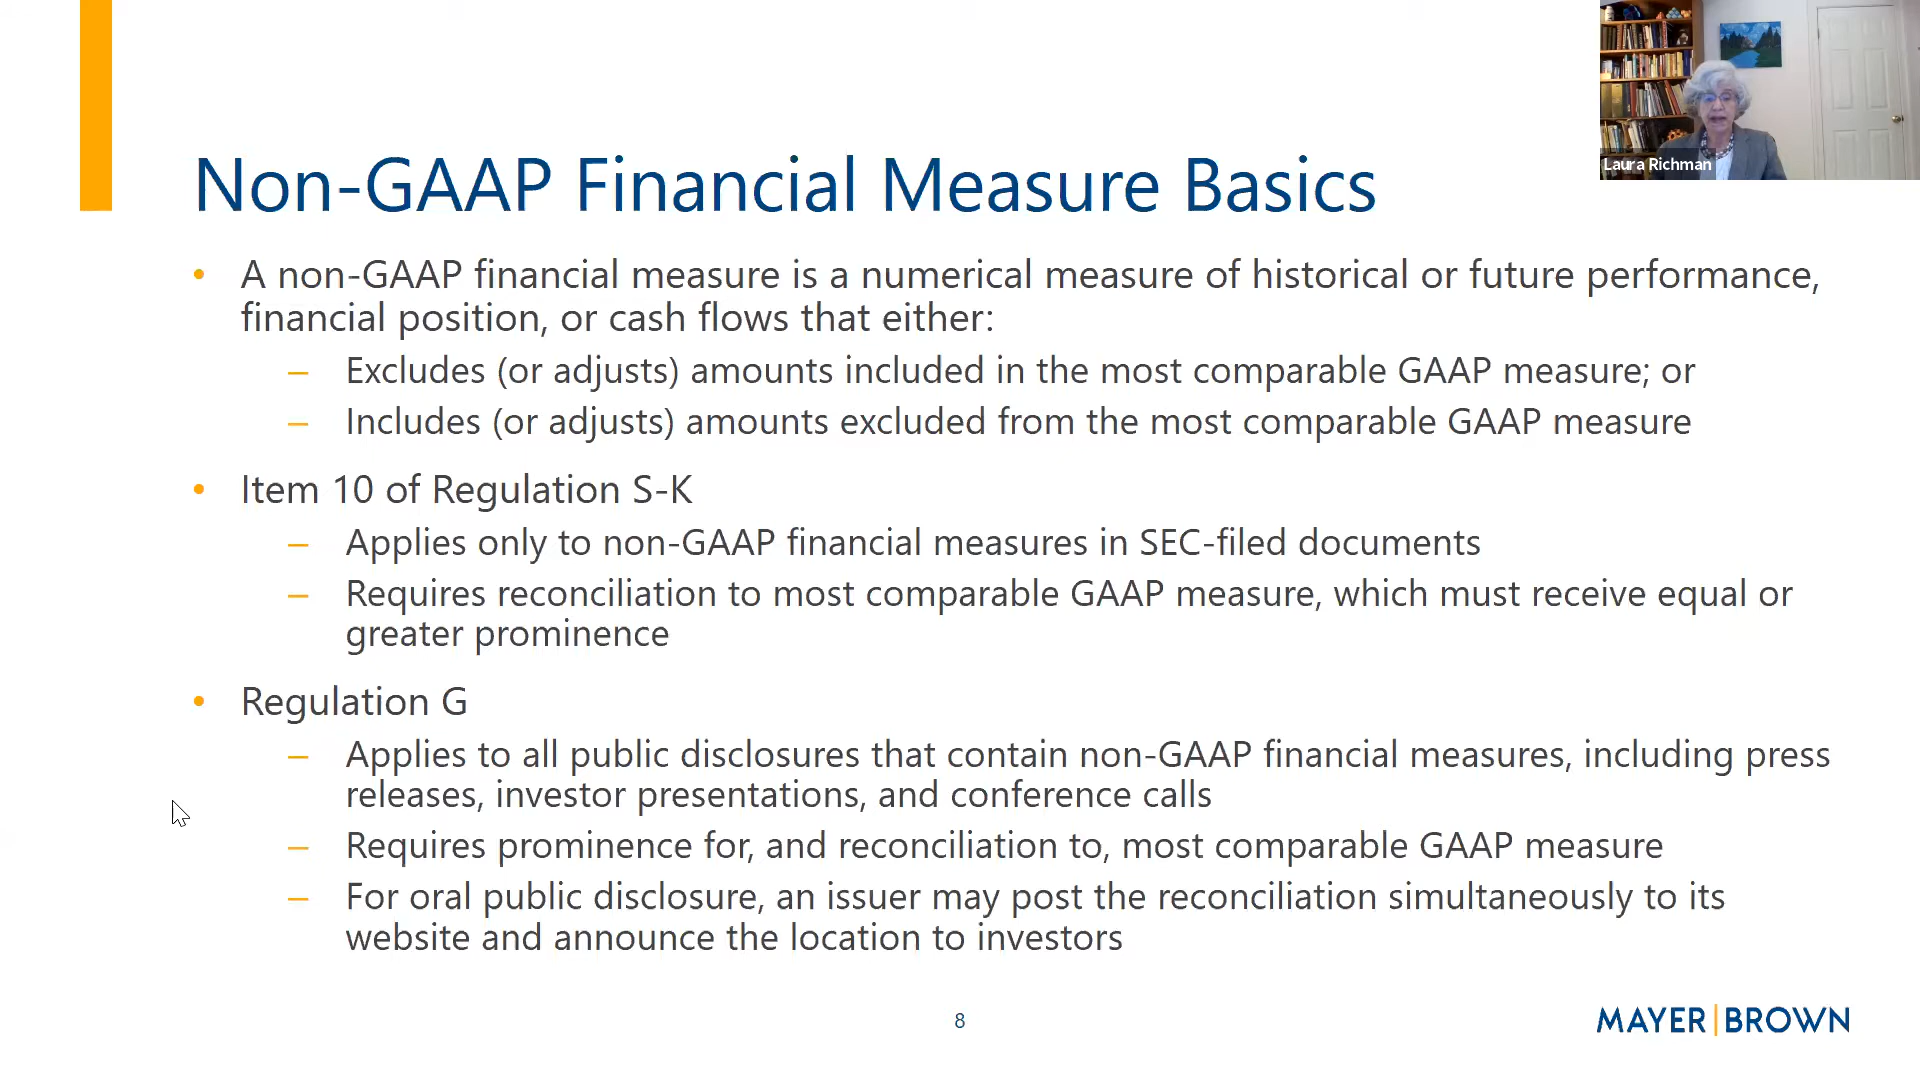 Laura Richman
Non-GAAP Financial Measure Basics
• A non-GAAP financial measure is a numerical measure of historical or future performance,
financial position, or cash flows that either:
– Excludes (or adjusts) amounts included in the most comparable GAAP measure; or
– Includes (or adjusts) amounts excluded from the most comparable GAAP measure
• Item 10 of Regulation S-K
– Applies only to non-GAAP financial measures in SEC-filed documents
– Requires reconciliation to most comparable GAAP measure, which must receive equal or
greater prominence
• Regulation G
– Applies to all public disclosures that contain non-GAAP financial measures, including press
releases, investor presentations, and conference calls
– Requires prominence for, and reconciliation to, most comparable GAAP measure
– For oral public disclosure, an issuer may post the reconciliation simultaneously to its
website and announce the location to investors
8
MAYER | BROWN